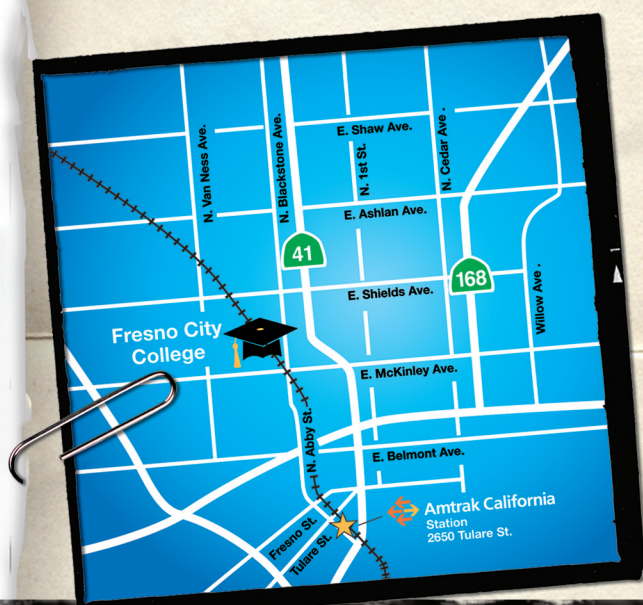 E. Shaw Ave.
N. Van Ness Ave.
N. Blackstone Ave.
N. 1st St.
N. Cedar Ave.
E. Ashlan Ave.
41
168
E. Shields Ave.
Willow Ave.
Fresno City
College
E. McKinley Ave.
N. Abby St.
E. Belmont Ave.
Fresno St.
Tulare St.
Amtrak California
Station
2650 Tulare St.
1